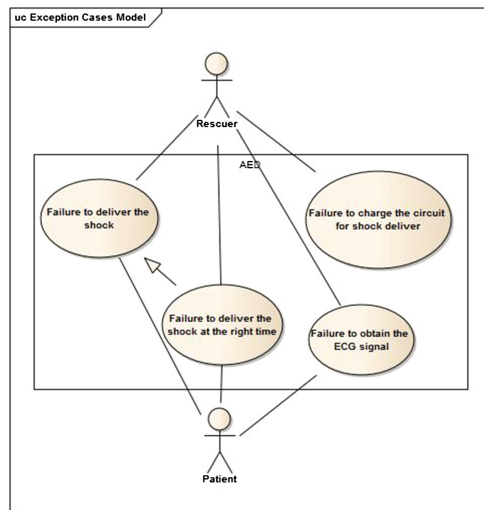 uc Exception Cases Model
Rescuer
AED
Failure to deliver the
shock
Failure to charge the circuit
for shock deliver
Failure to deliver the
shock at the right time
Failure to obtain the
ECG signal
Patient